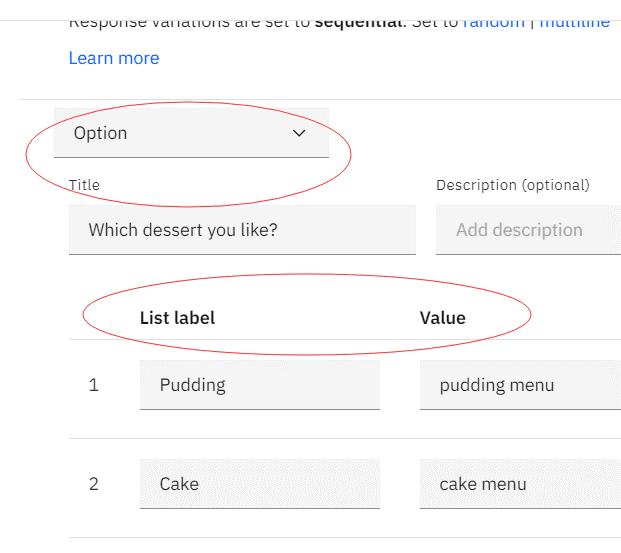 Response variations are set to sequential. Set to random | multiline
Learn more
Option
Title
Description (optional)
Which dessert you like?
Add description
List label
Value
1
Pudding
pudding menu
2
Cake
cake menu